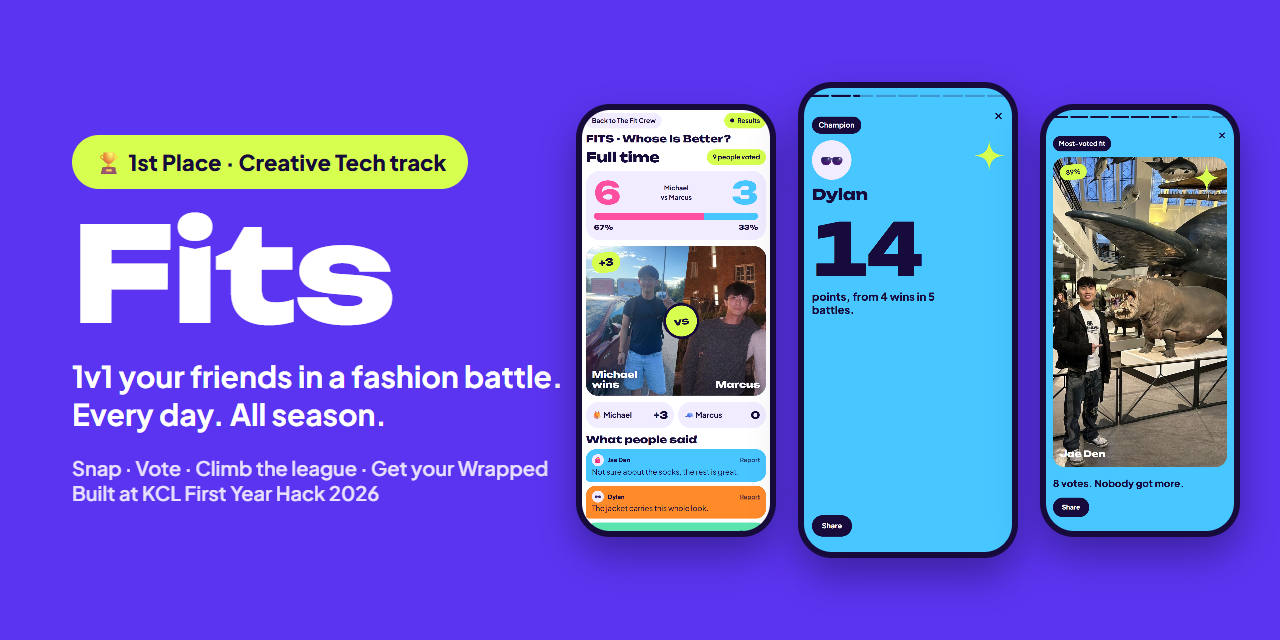 1st Place · Creative Tech track
Fits
1v1 your friends in a fashion battle.
Every day. All season.
Snap · Vote · Climb the league · Get your Wrapped
Built at KCL First Year Hack 2026
Back to The Fit Crew
Results
FITS - Whose Is Better?
Full time
9 people voted
6
Michael
vs Marcus
3
67%
33%
+3
vs
Michael
wins
Marcus
Michael
+3
Marcus
0
What people said
Jae Den
Report
Not sure about the socks, the rest is great.
Dylan
Report
The jacket carries this whole look.
Champion
Dylan
14
points, from 4 wins in 5
battles.
Share
Most-voted fit
89%
Jae Den
8 votes. Nobody got more.
Share